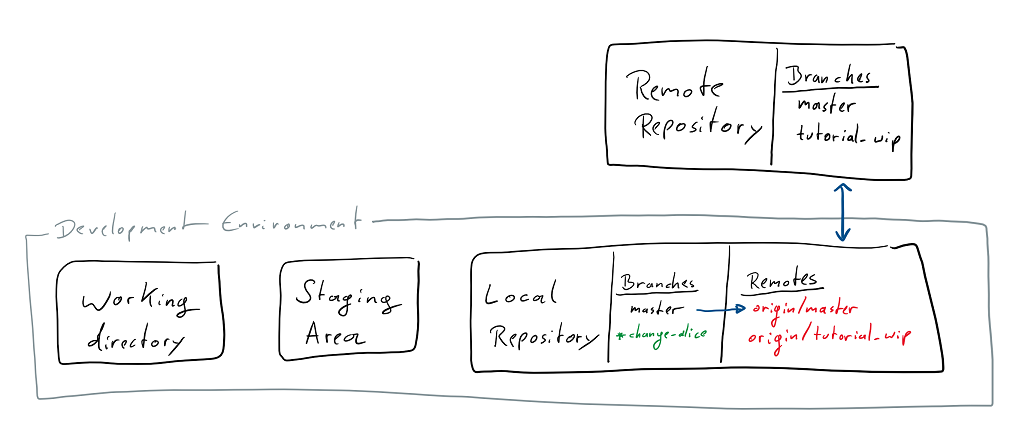 Remote
Repository
Branches
master
tutorial_wip
Development Environment
Working
directory
Staging
Area
Local
Repository
Branches
master
*change-alice
Remotes
origin/master
origin/tutorial_wip